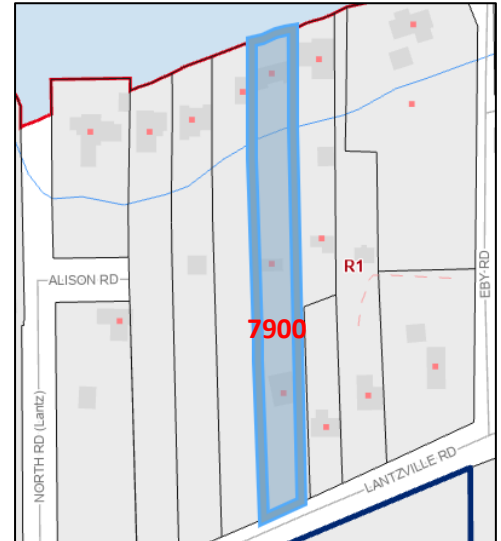 R1
ALISON RD
EBY RD
7900
NORTH RD (Lantz)
LANTZVILLE RD